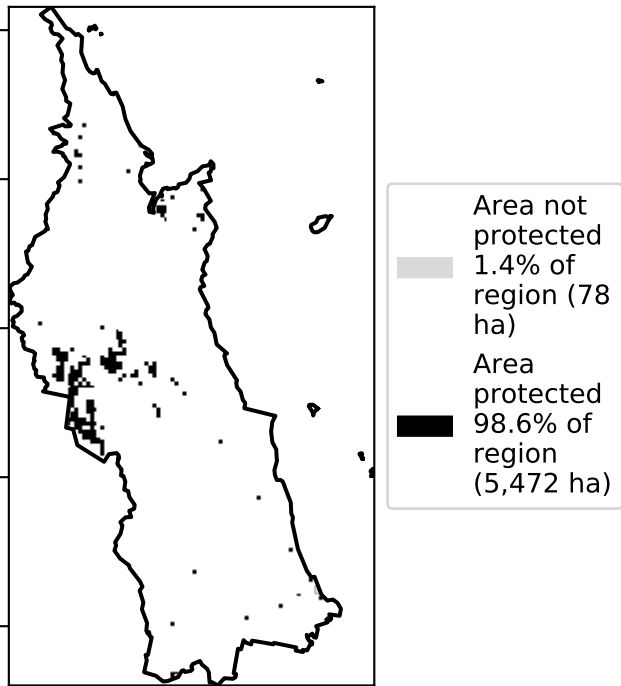 Area not
protected
1.4% of
region (78
ha)
Area
protected
98.6% of
region
(5,472 ha)